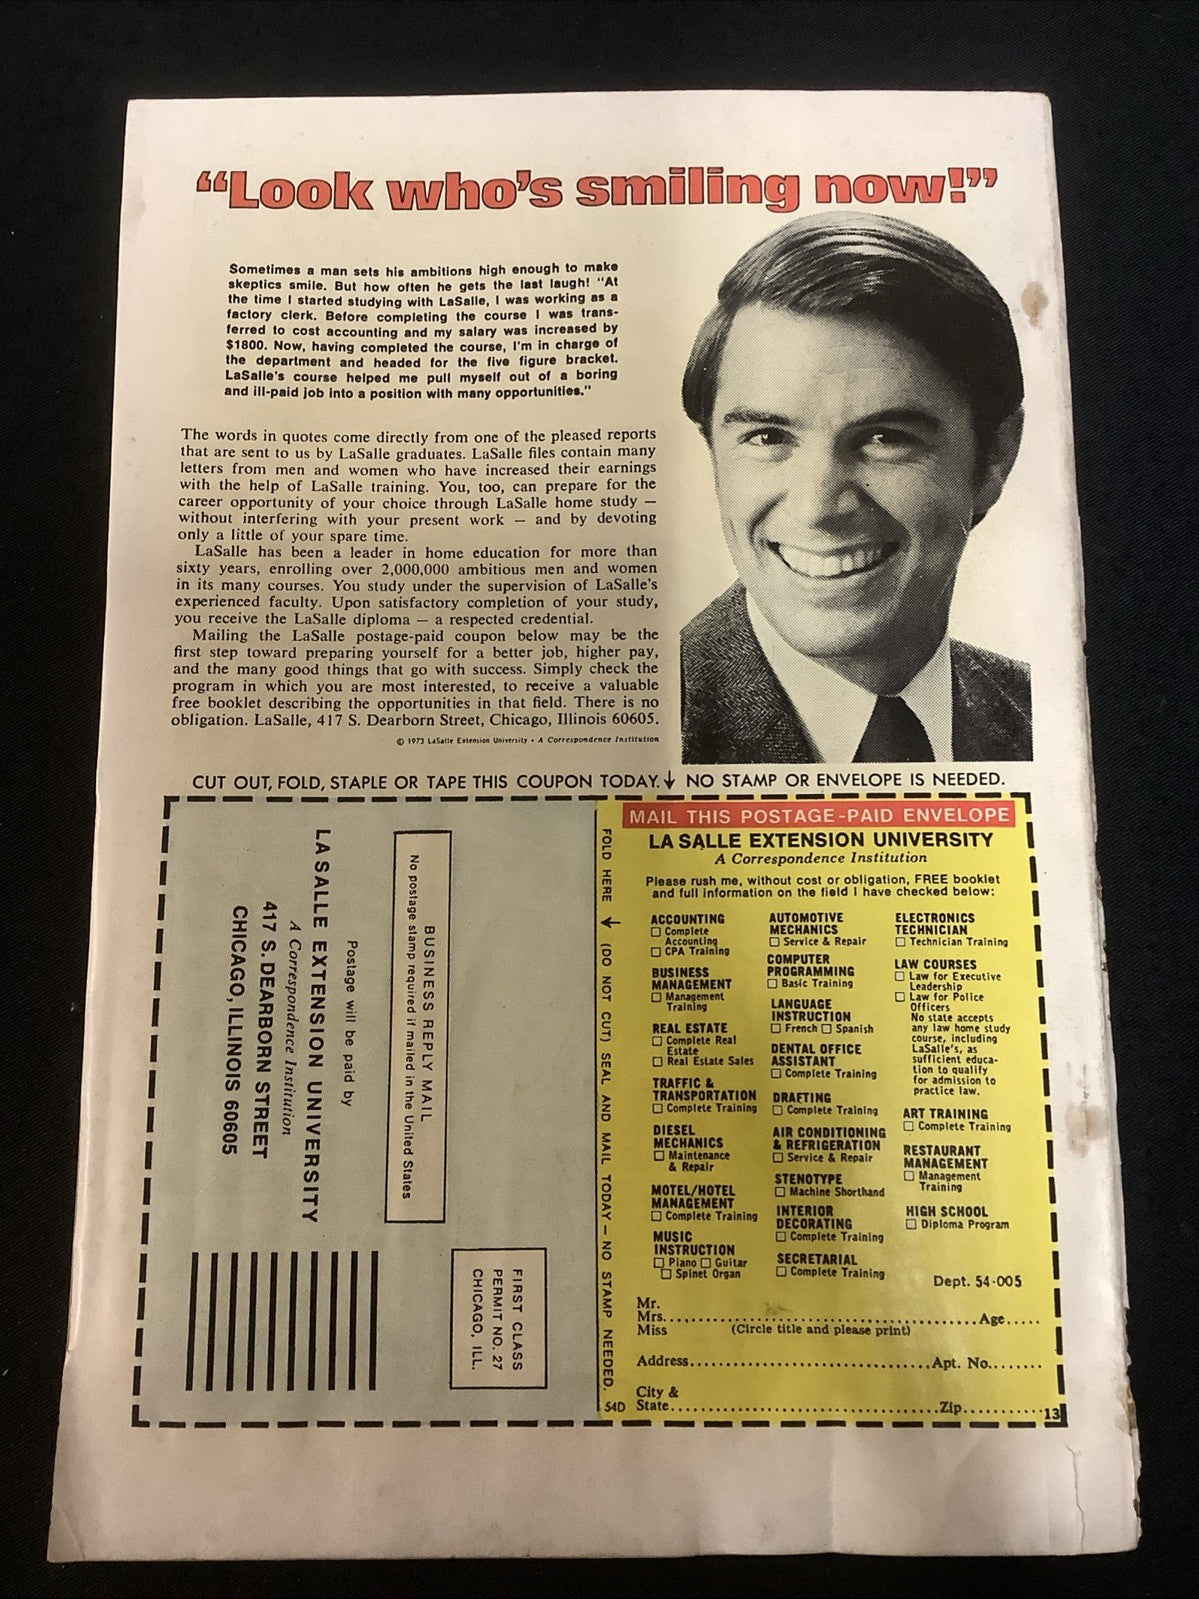 “Look who's smiling now!”
Sometimes a man sets his ambitions high enough to make
skeptics smile. But how often he gets the last laugh! "At
the time I started studying with LaSalle, I was working as a
factory clerk. Before completing the course I was trans-
ferred to cost accounting and my salary was increased by
$1800. Now, having completed the course, I'm in charge of
the department and headed for the five figure bracket.
LaSalle's course helped me pull myself out of a boring
and ill-paid job into a position with many opportunities."
The words in quotes come directly from one of the pleased reports
that are sent to us by LaSalle graduates. LaSalle files contain many
letters from men and women who have increased their earnings
with the help of LaSalle training. You, too, can prepare for the
career opportunity of your choice through LaSalle home study —
without interfering with your present work — and by devoting
only a little of your spare time.
LaSalle has been a leader in home education for more than
sixty years, enrolling over 2,000,000 ambitious men and women
in its many courses. You study under the supervision of LaSalle's
experienced faculty. Upon satisfactory completion of your study,
you receive the LaSalle diploma — a respected credential.
Mailing the LaSalle postage-paid coupon below may be the
first step toward preparing yourself for a better job, higher pay,
and the many good things that go with success. Simply check the
program in which you are most interested, to receive a valuable
free booklet describing the opportunities in that field. There is no
obligation. LaSalle, 417 S. Dearborn Street, Chicago, Illinois 60605.
© 1973 LaSalle Extension University • A Correspondence Institution
CUT OUT, FOLD, STAPLE OR TAPE THIS COUPON TODAY. ↓ NO STAMP OR ENVELOPE IS NEEDED.
BUSINESS REPLY MAIL
No postage stamp required if mailed in the United States
Postage will be paid by
LA SALLE EXTENSION UNIVERSITY
A Correspondence Institution
417 S. DEARBORN STREET
CHICAGO, ILLINOIS 60605
FIRST CLASS
PERMIT NO. 27
CHICAGO, ILL.
FOLD HERE ↓ (DO NOT CUT) SEAL AND MAIL TODAY — NO STAMP NEEDED.
54D
MAIL THIS POSTAGE-PAID ENVELOPE
LA SALLE EXTENSION UNIVERSITY
A Correspondence Institution
Please rush me, without cost or obligation, FREE booklet
and full information on the field I have checked below:
ACCOUNTING
☐ Complete
Accounting
☐ CPA Training
BUSINESS
MANAGEMENT
☐ Management
Training
REAL ESTATE
☐ Complete Real
Estate
☐ Real Estate Sales
TRAFFIC &
TRANSPORTATION
☐ Complete Training
DIESEL
MECHANICS
☐ Maintenance
& Repair
MOTEL/HOTEL
MANAGEMENT
☐ Complete Training
MUSIC
INSTRUCTION
☐ Piano ☐ Guitar
☐ Spinet Organ
AUTOMOTIVE
MECHANICS
☐ Service & Repair
COMPUTER
PROGRAMMING
☐ Basic Training
LANGUAGE
INSTRUCTION
☐ French ☐ Spanish
DENTAL OFFICE
ASSISTANT
☐ Complete Training
DRAFTING
☐ Complete Training
AIR CONDITIONING
& REFRIGERATION
☐ Service & Repair
STENOTYPE
☐ Machine Shorthand
INTERIOR
DECORATING
☐ Complete Training
SECRETARIAL
☐ Complete Training
ELECTRONICS
TECHNICIAN
☐ Technician Training
LAW COURSES
☐ Law for Executive
Leadership
☐ Law for Police
Officers
No state accepts
any law home study
course, including
LaSalle's, as
sufficient educa-
tion to qualify
for admission to
practice law.
ART TRAINING
☐ Complete Training
RESTAURANT
MANAGEMENT
☐ Management
Training
HIGH SCHOOL
☐ Diploma Program
Dept. 54-005
Mr.
Mrs. Age
Miss (Circle title and please print)
Address Apt. No.
City &
State Zip
13